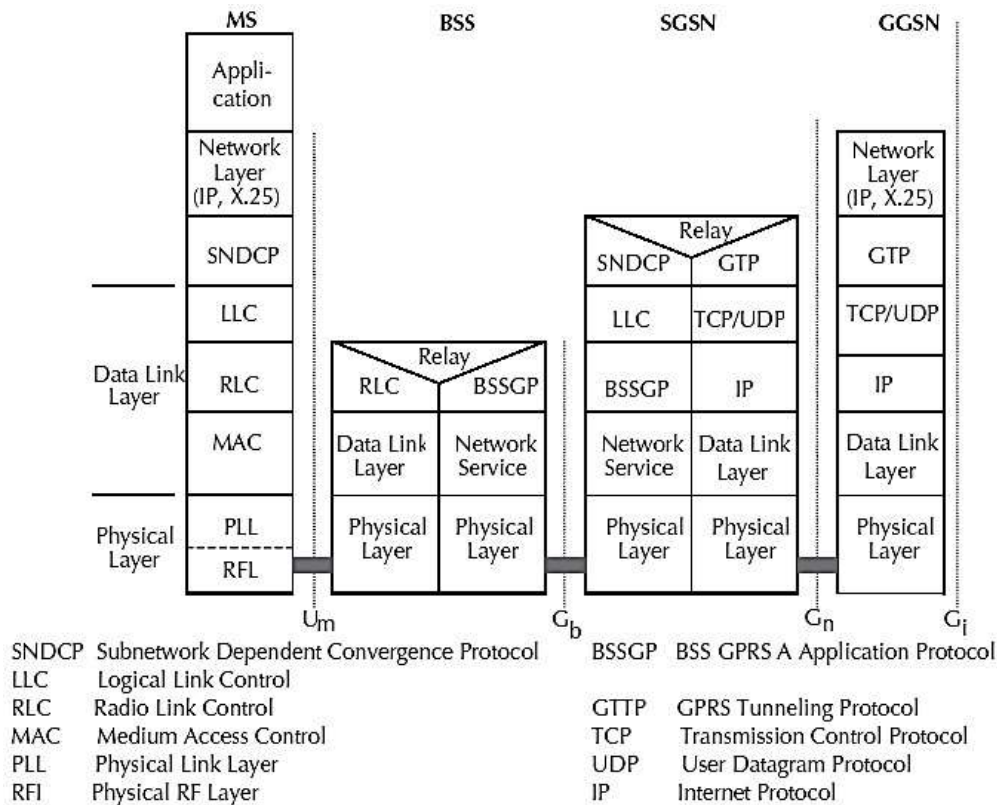 MS BSS SGSN GGSN
Appli-
cation
Network
Layer
(IP, X.25)
Network
Layer
(IP, X.25)
Relay
SNDCP
SNDCP GTP
GTP
LLC
LLC TCP/UDP
TCP/UDP
Relay
Data Link
Layer
RLC
RLC BSSGP
BSSGP IP
IP
MAC
Data Link
Layer
Network
Service
Network
Service
Data Link
Layer
Data Link
Layer
Physical
Layer
PLL
RFL
Physical
Layer
Physical
Layer
Physical
Layer
Physical
Layer
Physical
Layer
Um Gb Gn Gi
SNDCP Subnetwork Dependent Convergence Protocol
LLC Logical Link Control
RLC Radio Link Control
MAC Medium Access Control
PLL Physical Link Layer
RFl Physical RF Layer
BSSGP BSS GPRS A Application Protocol
GTTP GPRS Tunneling Protocol
TCP Transmission Control Protocol
UDP User Datagram Protocol
IP Internet Protocol